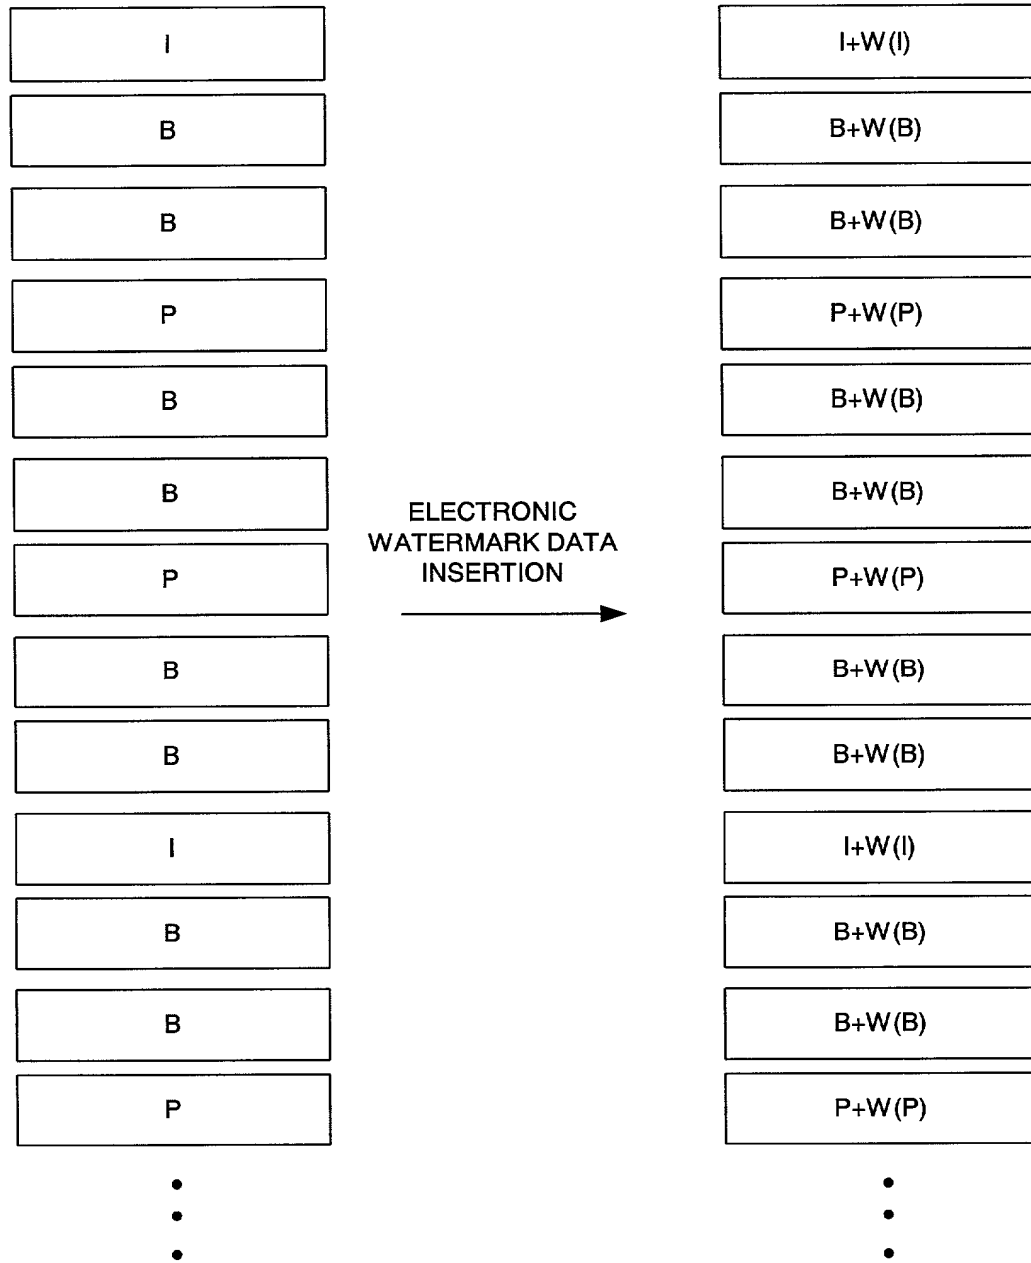 I
B
B
P
B
B
P
B
B
I
B
B
P
ELECTRONIC
WATERMARK DATA
INSERTION
I+W(I)
B+W(B)
B+W(B)
P+W(P)
B+W(B)
B+W(B)
P+W(P)
B+W(B)
B+W(B)
I+W(I)
B+W(B)
B+W(B)
P+W(P)